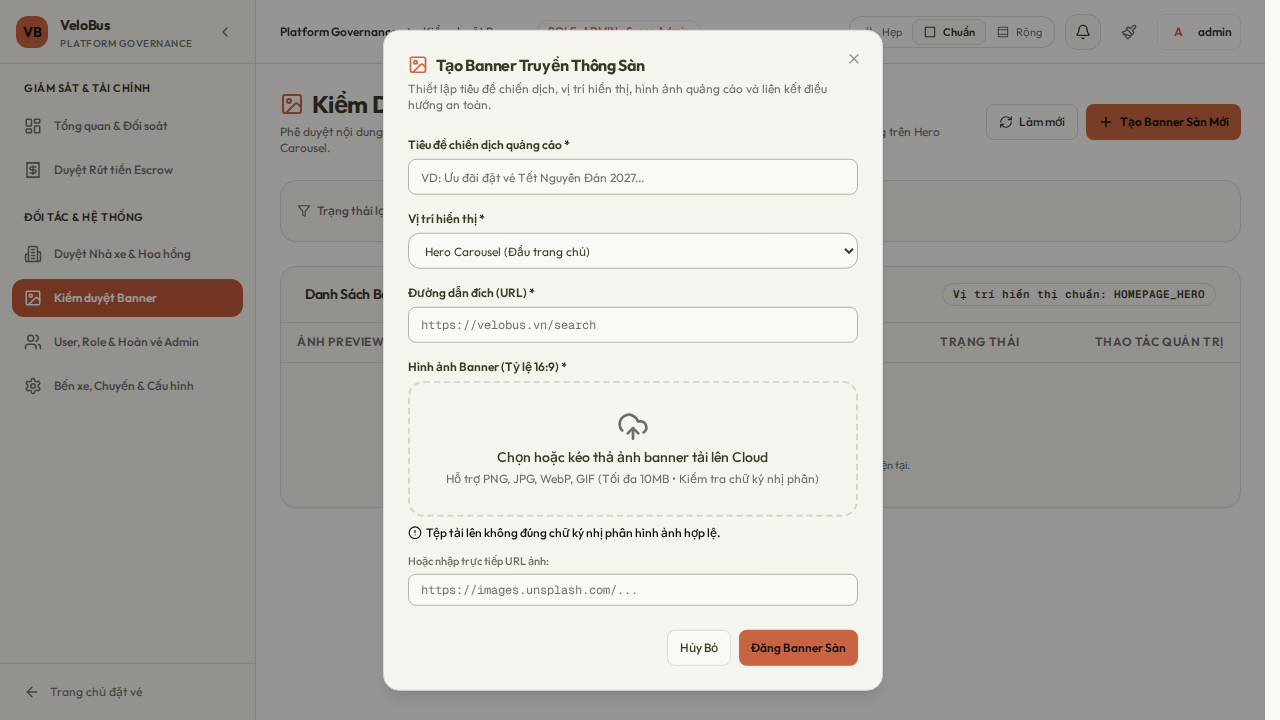 VB
VeloBus
PLATFORM GOVERNANCE
GIÁM SÁT & TÀI CHÍNH
Tổng quan & Đối soát
Duyệt Rút tiền Escrow
ĐỐI TÁC & HỆ THỐNG
Duyệt Nhà xe & Hoa hồng
Kiểm duyệt Banner
User, Role & Hoàn vé Admin
Bến xe, Chuyến & Cấu hình
Trang chủ đặt vé
Platform Governanc
Hẹp
Chuẩn
Rộng
A
admin
Kiểm D
Phê duyệt nội dung
g trên Hero
Carousel.
Làm mới
Tạo Banner Sàn Mới
Trạng thái lọ
Danh Sách B
Vị trí hiển thị chuẩn: HOMEPAGE_HERO
ẢNH PREVIEW
TRẠNG THÁI
THAO TÁC QUẢN TRỊ
ện tại.
Tạo Banner Truyền Thông Sàn
Thiết lập tiêu đề chiến dịch, vị trí hiển thị, hình ảnh quảng cáo và liên kết điều
hướng an toàn.
Tiêu đề chiến dịch quảng cáo *
VD: Ưu đãi đặt vé Tết Nguyên Đán 2027...
Vị trí hiển thị *
Hero Carousel (Đầu trang chủ)
Đường dẫn đích (URL) *
https://velobus.vn/search
Hình ảnh Banner (Tỷ lệ 16:9) *
Chọn hoặc kéo thả ảnh banner tải lên Cloud
Hỗ trợ PNG, JPG, WebP, GIF (Tối đa 10MB • Kiểm tra chữ ký nhị phân)
Tệp tải lên không đúng chữ ký nhị phân hình ảnh hợp lệ.
Hoặc nhập trực tiếp URL ảnh:
https://images.unsplash.com/...
Hủy Bỏ
Đăng Banner Sàn